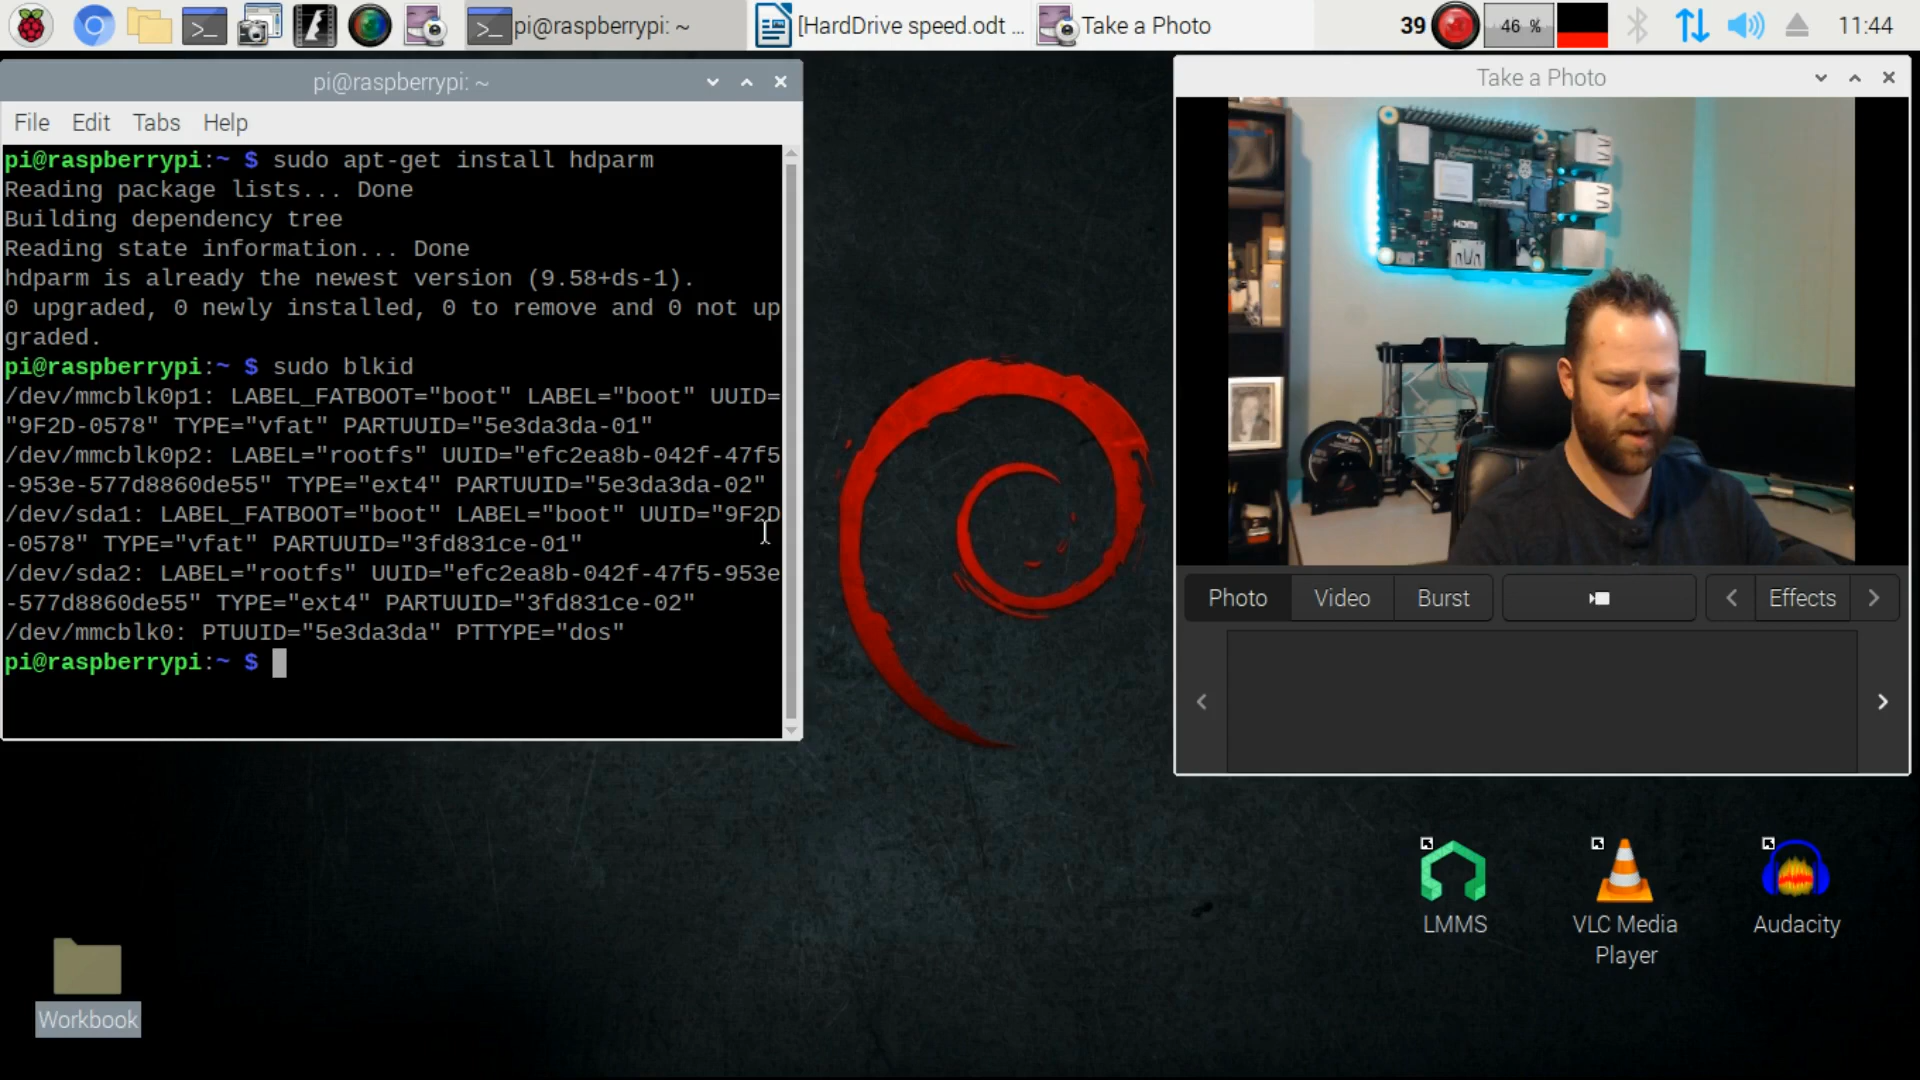 pi@raspberrypi: ~
[HardDrive speed.odt ...
Take a Photo
39
46 %
11:44
pi@raspberrypi: ~
File Edit Tabs Help
pi@raspberrypi:~ $ sudo apt-get install hdparm
Reading package lists... Done
Building dependency tree
Reading state information... Done
hdparm is already the newest version (9.58+ds-1).
0 upgraded, 0 newly installed, 0 to remove and 0 not up
graded.
pi@raspberrypi:~ $ sudo blkid
/dev/mmcblk0p1: LABEL_FATBOOT="boot" LABEL="boot" UUID=
"9F2D-0578" TYPE="vfat" PARTUUID="5e3da3da-01"
/dev/mmcblk0p2: LABEL="rootfs" UUID="efc2ea8b-042f-47f5
-953e-577d8860de55" TYPE="ext4" PARTUUID="5e3da3da-02"
/dev/sda1: LABEL_FATBOOT="boot" LABEL="boot" UUID="9F2D
-0578" TYPE="vfat" PARTUUID="3fd831ce-01"
/dev/sda2: LABEL="rootfs" UUID="efc2ea8b-042f-47f5-953e
-577d8860de55" TYPE="ext4" PARTUUID="3fd831ce-02"
/dev/mmcblk0: PTUUID="5e3da3da" PTTYPE="dos"
pi@raspberrypi:~ $
Take a Photo
HDMI
Photo
Video
Burst
Effects
LMMS
VLC Media
Player
Audacity
Workbook